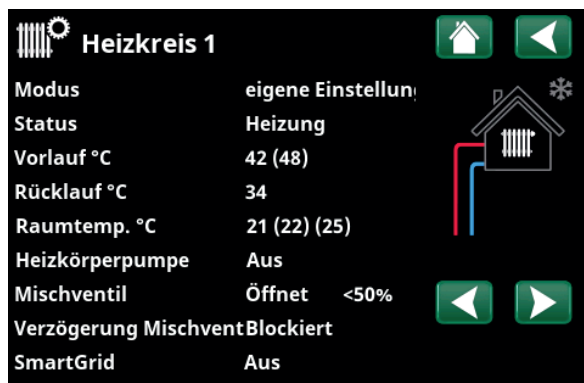 Heizkreis 1
Modus eigene Einstellun
Status Heizung
Vorlauf °C 42 (48)
Rücklauf °C 34
Raumtemp. °C 21 (22) (25)
Heizkörperpumpe Aus
Mischventil Öffnet <50%
Verzögerung Mischvent Blockiert
SmartGrid Aus